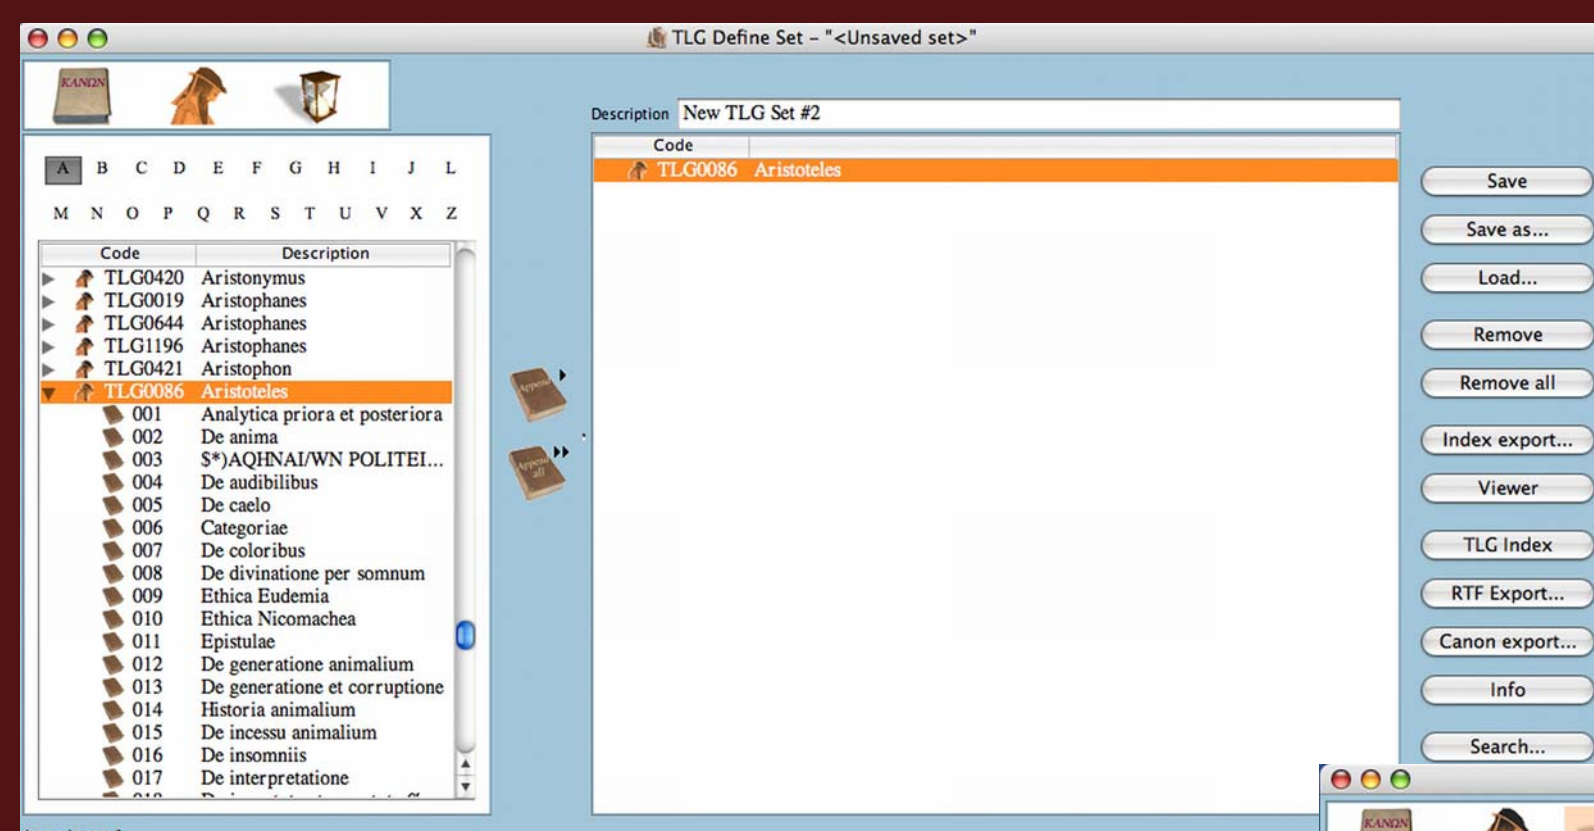 TLG Define Set – "<Unsaved set>"
ΚΑΝΩΝ
Description New TLG Set #2
Code
TLG0086 Aristoteles
A B C D E F G H I J L
M N O P Q R S T U V X Z
Code Description
TLG0420 Aristonymus
TLG0019 Aristophanes
TLG0644 Aristophanes
TLG1196 Aristophanes
TLG0421 Aristophon
TLG0086 Aristoteles
001 Analytica priora et posteriora
002 De anima
003 $*)AQHNAI/WN POLITEI...
004 De audibilibus
005 De caelo
006 Categoriae
007 De coloribus
008 De divinatione per somnum
009 Ethica Eudemia
010 Ethica Nicomachea
011 Epistulae
012 De generatione animalium
013 De generatione et corruptione
014 Historia animalium
015 De incessu animalium
016 De insomniis
017 De interpretatione
Append
Append all
Save
Save as...
Load...
Remove
Remove all
Index export...
Viewer
TLG Index
RTF Export...
Canon export...
Info
Search...
ΚΑΝΩΝ